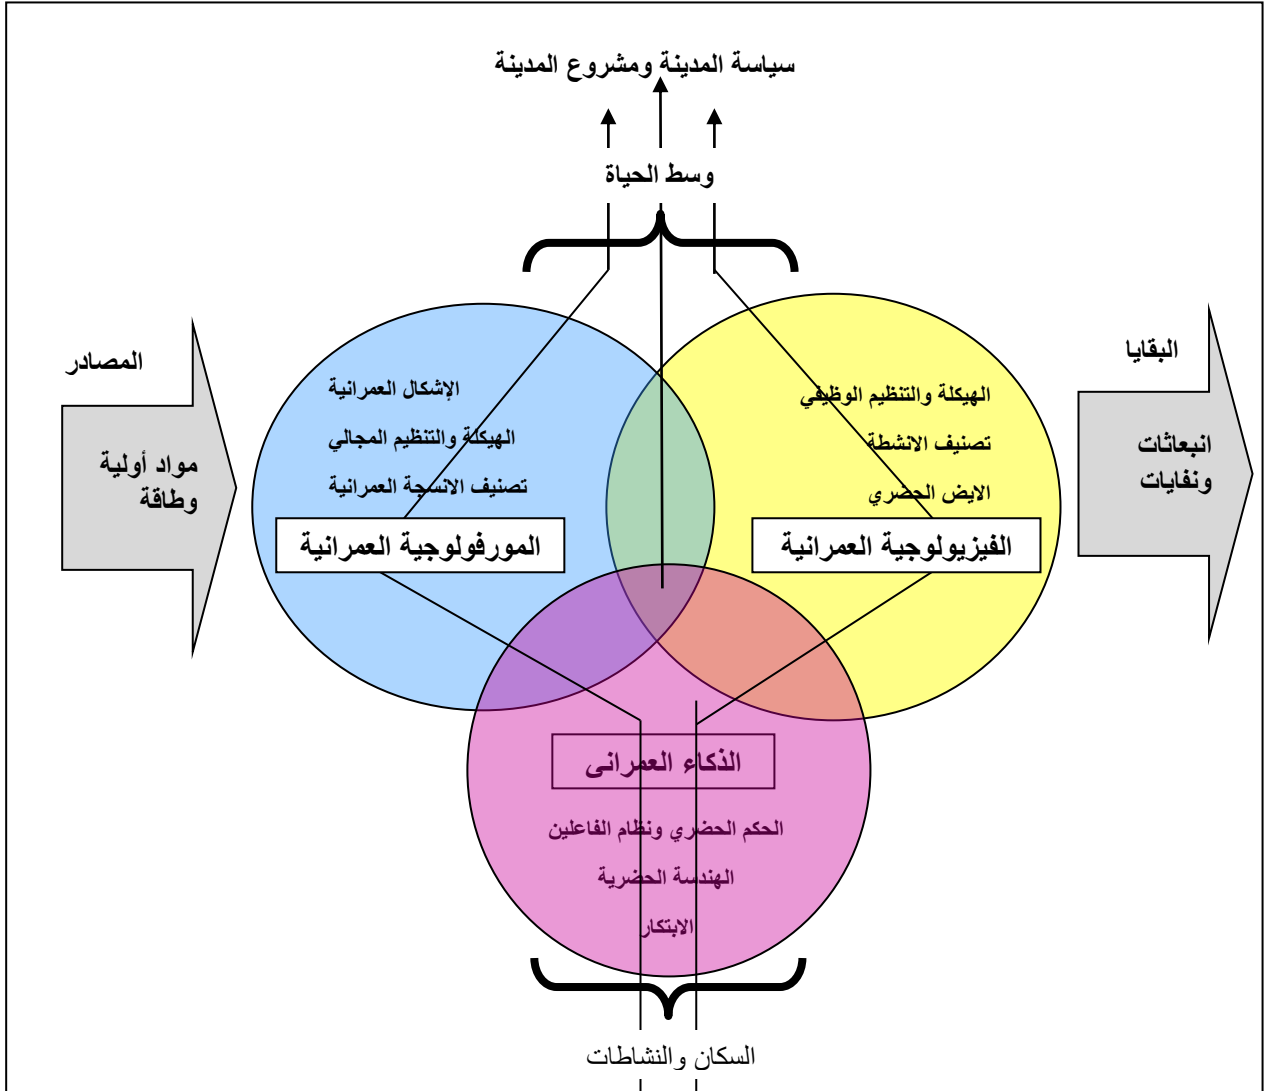 سياسة المدينة ومشروع المدينة
وسط الحياة
المصادر
مواد أولية
وطاقة
الإشكال العمرانية
الهيكلة والتنظيم المجالي
تصنيف الانسجة العمرانية
المورفولوجية العمرانية
الهيكلة والتنظيم الوظيفي
تصنيف الانشطة
الايض الحضري
الفيزيولوجية العمرانية
البقايا
انبعاثات
ونفايات
الذكاء العمرانى
الحكم الحضري ونظام الفاعلين
الهندسة الحضرية
الابتكار
السكان والنشاطات